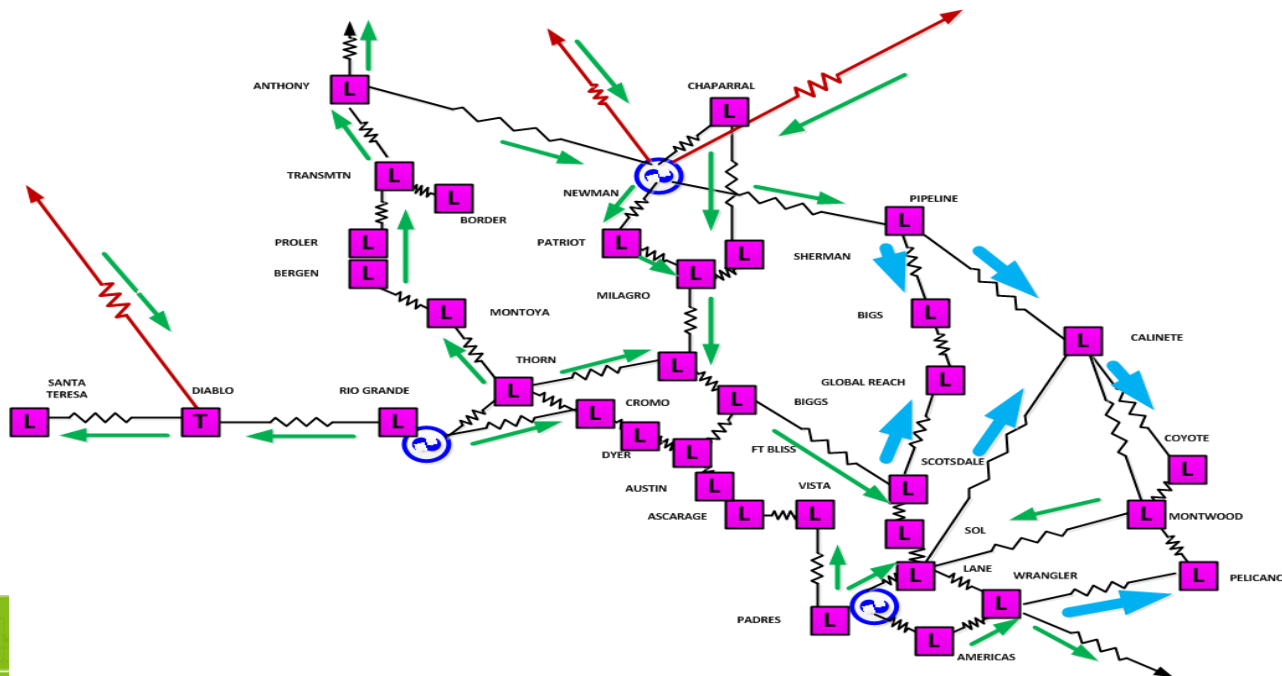 ANTHONY
L
CHAPARRAL
L
TRANSMTN
L
NEWMAN
L
BORDER
PIPELINE
L
PROLER
L
PATRIOT
L
SHERMAN
L
BERGEN
L
MILAGRO
L
MONTOYA
L
BIGS
L
CALINETE
L
THORN
L
SANTA
TERESA
L
DIABLO
T
RIO GRANDE
L
L
GLOBAL REACH
L
CROMO
L
BIGGS
L
DYER
L
FT BLISS
L
COYOTE
L
SCOTSDALE
L
AUSTIN
L
VISTA
L
ASCARAGE
L
MONTWOOD
L
SOL
L
LANE
L
WRANGLER
L
PELICANO
L
PADRES
L
L
AMERICAS